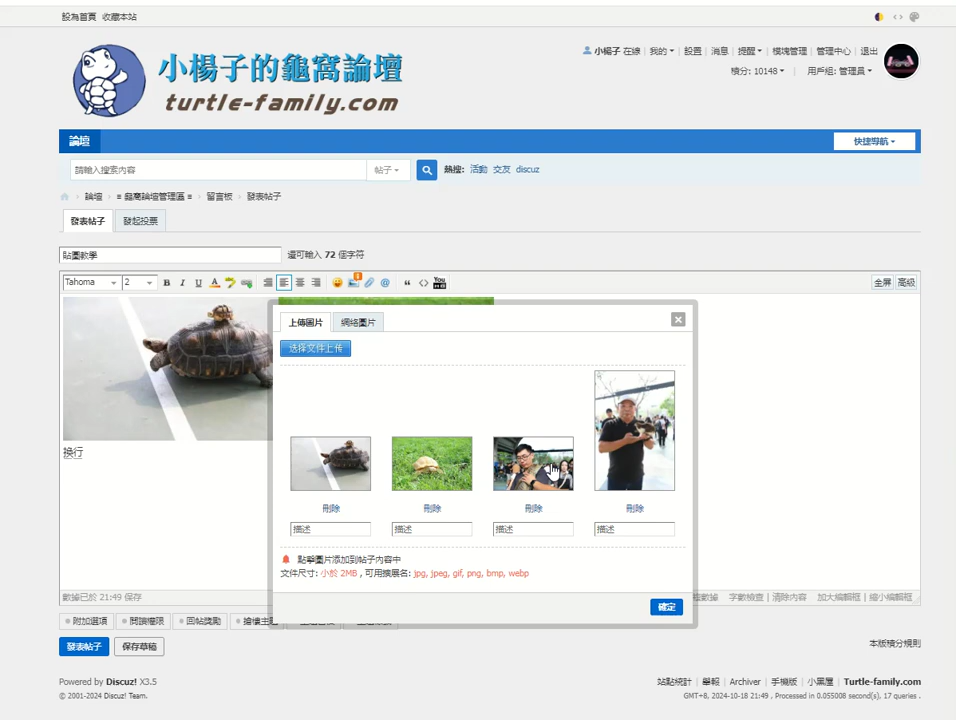 設為首頁 收藏本站
小楊子的龜窩論壇
turtle-family.com
小楊子 在線 | 我的 | 設置 | 消息 | 提醒 | 模塊管理 | 管理中心 | 退出
積分: 10148 | 用戶組: 管理員
論壇
快捷導航
請輸入搜索內容
帖子
熱搜: 活動 交友 discuz
論壇 › ≡ 龜窩論壇管理區 ≡ › 留言板 › 發表帖子
發表帖子
發起投票
貼圖教學
還可輸入 72 個字符
Tahoma
2
B I U A
You
全屏
高級
上傳圖片
網絡圖片
选择文件上传
換行
刪除 刪除 刪除 刪除
描述 描述 描述 描述
點擊圖片添加到帖子內容中
文件尺寸: 小於 2MB , 可用擴展名: jpg, jpeg, gif, png, bmp, webp
確定
數據已於 21:49 保存
數據 字數檢查 | 清除內容 加大編輯框 | 縮小編輯框
附加選項
閱讀權限
回帖獎勵
搶樓主
發表帖子
保存草稿
本版積分規則
Powered by Discuz! X3.5
© 2001-2024 Discuz! Team.
站點統計 | 舉報 | Archiver | 手機版 | 小黑屋 | Turtle-family.com
GMT+8, 2024-10-18 21:49 , Processed in 0.055008 second(s), 17 queries .